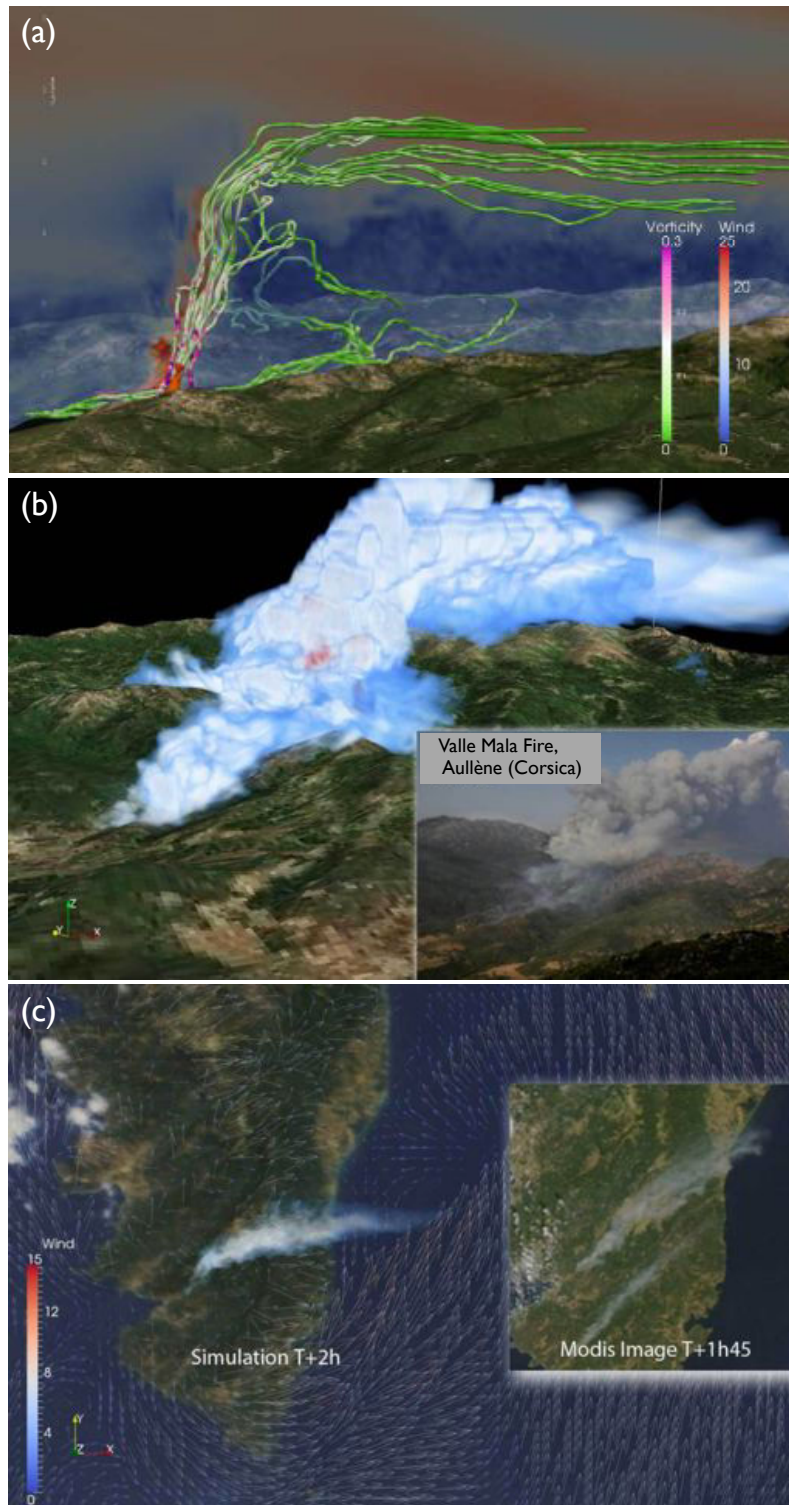 (a)
Vorticity Wind
0.3 25
20
10
0 0
(b)
Valle Mala Fire,
Aullène (Corsica)
Z
Y X
(c)
Wind
15
12
8
4
0
Simulation T+2h
Modis Image T+1h45
Y
Z X